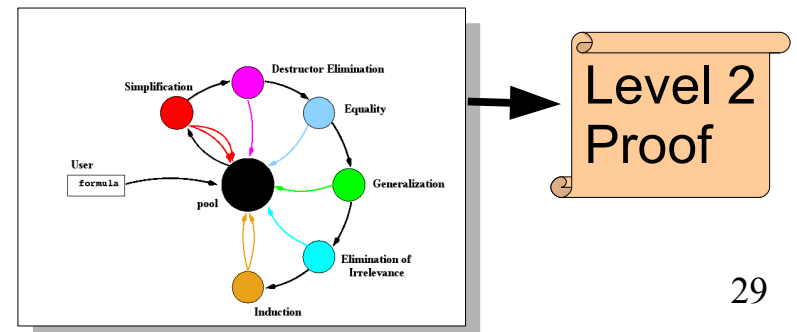 Destructor Elimination
Simplification
Equality
User
formula
pool
Generalization
Elimination of
Irrelevance
Induction
Level 2
Proof
29